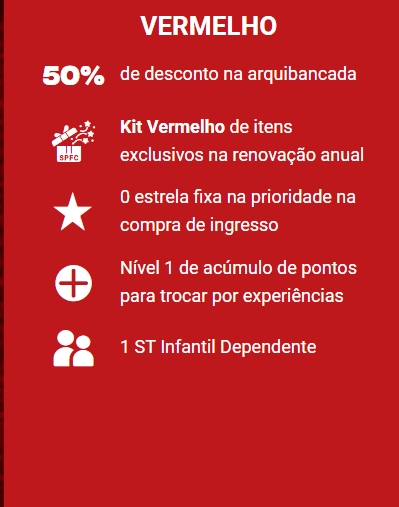 VERMELHO
50% de desconto na arquibancada
Kit Vermelho de itens
exclusivos na renovação anual
SPFC
0 estrela fixa na prioridade na
compra de ingresso
Nível 1 de acúmulo de pontos
para trocar por experiências
1 ST Infantil Dependente